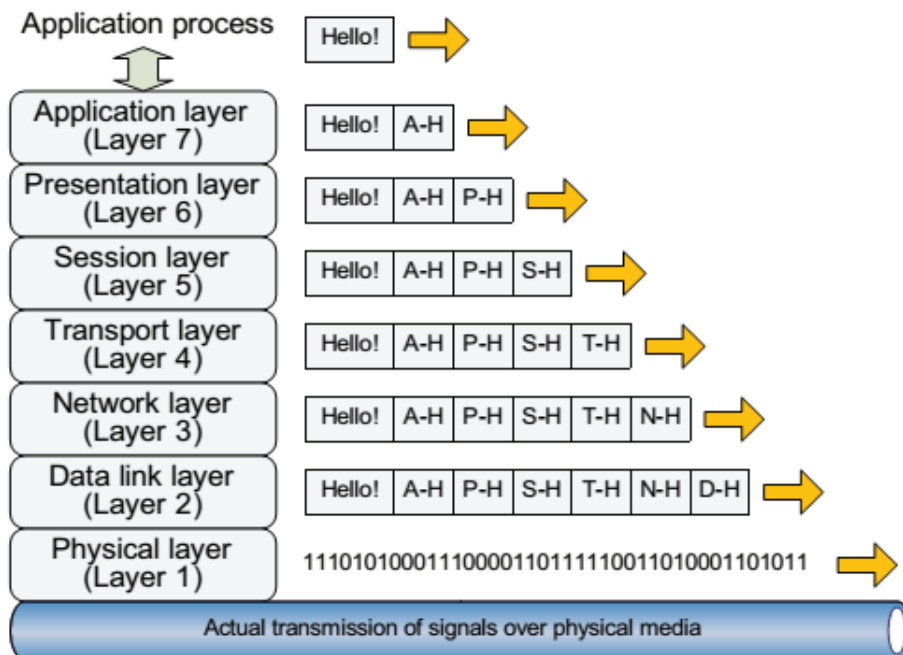 Application process
Hello!
Application layer
(Layer 7)
Hello! A-H
Presentation layer
(Layer 6)
Hello! A-H P-H
Session layer
(Layer 5)
Hello! A-H P-H S-H
Transport layer
(Layer 4)
Hello! A-H P-H S-H T-H
Network layer
(Layer 3)
Hello! A-H P-H S-H T-H N-H
Data link layer
(Layer 2)
Hello! A-H P-H S-H T-H N-H D-H
Physical layer
(Layer 1)
111010100011100001101111110011010001101011
Actual transmission of signals over physical media